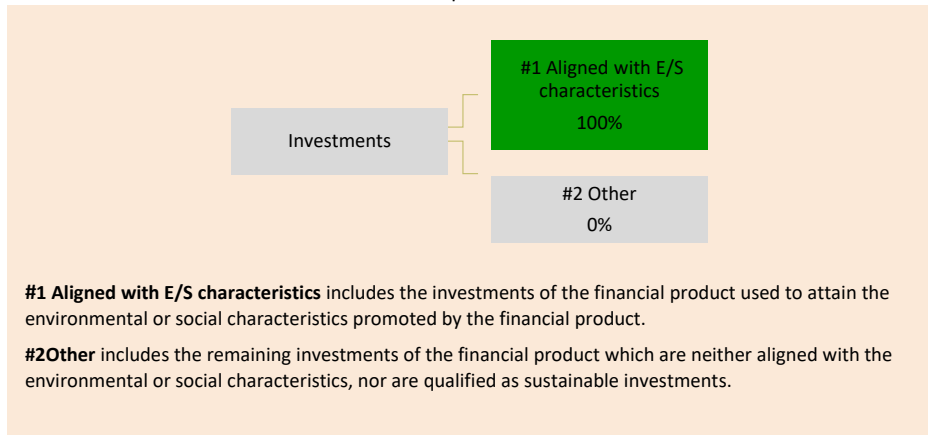 Investments
#1 Aligned with E/S
characteristics
100%
#2 Other
0%
#1 Aligned with E/S characteristics includes the investments of the financial product used to attain the
environmental or social characteristics promoted by the financial product.
#2Other includes the remaining investments of the financial product which are neither aligned with the
environmental or social characteristics, nor are qualified as sustainable investments.